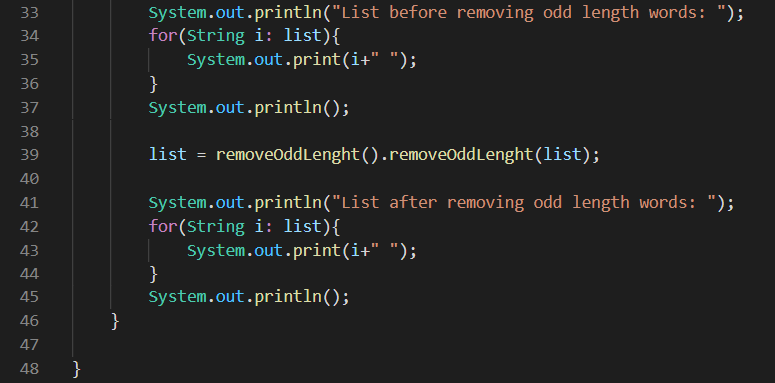 33 System.out.println("List before removing odd length words: ");
34 for(String i: list){
35 System.out.print(i+" ");
36 }
37 System.out.println();
38
39 list = removeOddLenght().removeOddLenght(list);
40
41 System.out.println("List after removing odd length words: ");
42 for(String i: list){
43 System.out.print(i+" ");
44 }
45 System.out.println();
46 }
47
48 }